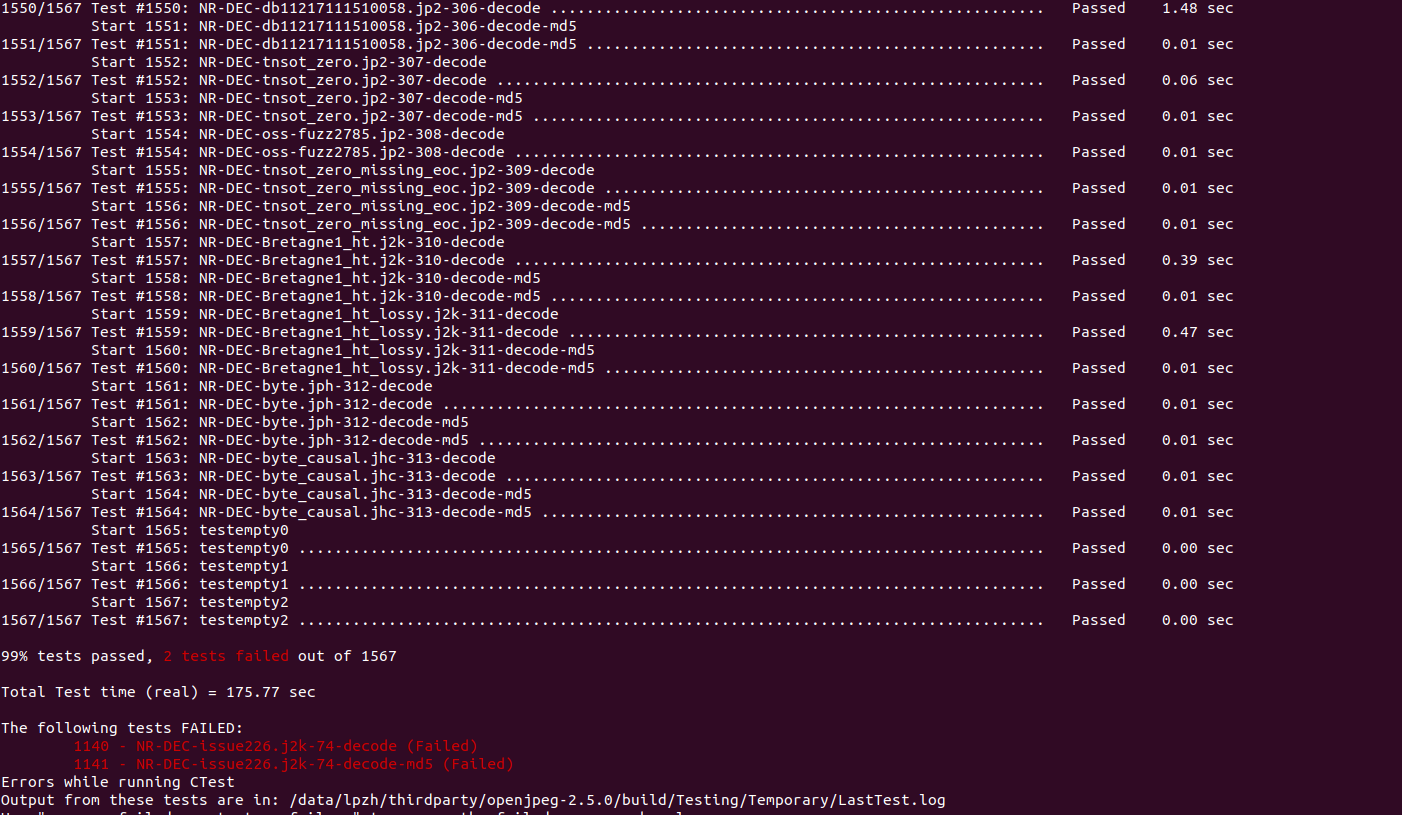 1550/1567 Test #1550: NR-DEC-db11217111510058.jp2-306-decode ....................................................... Passed 1.48 sec
Start 1551: NR-DEC-db11217111510058.jp2-306-decode-md5
1551/1567 Test #1551: NR-DEC-db11217111510058.jp2-306-decode-md5 ................................................... Passed 0.01 sec
Start 1552: NR-DEC-tnsot_zero.jp2-307-decode
1552/1567 Test #1552: NR-DEC-tnsot_zero.jp2-307-decode ............................................................. Passed 0.06 sec
Start 1553: NR-DEC-tnsot_zero.jp2-307-decode-md5
1553/1567 Test #1553: NR-DEC-tnsot_zero.jp2-307-decode-md5 ......................................................... Passed 0.01 sec
Start 1554: NR-DEC-oss-fuzz2785.jp2-308-decode
1554/1567 Test #1554: NR-DEC-oss-fuzz2785.jp2-308-decode ........................................................... Passed 0.01 sec
Start 1555: NR-DEC-tnsot_zero_missing_eoc.jp2-309-decode
1555/1567 Test #1555: NR-DEC-tnsot_zero_missing_eoc.jp2-309-decode ................................................. Passed 0.01 sec
Start 1556: NR-DEC-tnsot_zero_missing_eoc.jp2-309-decode-md5
1556/1567 Test #1556: NR-DEC-tnsot_zero_missing_eoc.jp2-309-decode-md5 ............................................. Passed 0.01 sec
Start 1557: NR-DEC-Bretagne1_ht.j2k-310-decode
1557/1567 Test #1557: NR-DEC-Bretagne1_ht.j2k-310-decode ........................................................... Passed 0.39 sec
Start 1558: NR-DEC-Bretagne1_ht.j2k-310-decode-md5
1558/1567 Test #1558: NR-DEC-Bretagne1_ht.j2k-310-decode-md5 ....................................................... Passed 0.01 sec
Start 1559: NR-DEC-Bretagne1_ht_lossy.j2k-311-decode
1559/1567 Test #1559: NR-DEC-Bretagne1_ht_lossy.j2k-311-decode ..................................................... Passed 0.47 sec
Start 1560: NR-DEC-Bretagne1_ht_lossy.j2k-311-decode-md5
1560/1567 Test #1560: NR-DEC-Bretagne1_ht_lossy.j2k-311-decode-md5 ................................................. Passed 0.01 sec
Start 1561: NR-DEC-byte.jph-312-decode
1561/1567 Test #1561: NR-DEC-byte.jph-312-decode ................................................................... Passed 0.01 sec
Start 1562: NR-DEC-byte.jph-312-decode-md5
1562/1567 Test #1562: NR-DEC-byte.jph-312-decode-md5 ............................................................... Passed 0.01 sec
Start 1563: NR-DEC-byte_causal.jhc-313-decode
1563/1567 Test #1563: NR-DEC-byte_causal.jhc-313-decode ............................................................ Passed 0.01 sec
Start 1564: NR-DEC-byte_causal.jhc-313-decode-md5
1564/1567 Test #1564: NR-DEC-byte_causal.jhc-313-decode-md5 ........................................................ Passed 0.01 sec
Start 1565: testempty0
1565/1567 Test #1565: testempty0 ................................................................................... Passed 0.00 sec
Start 1566: testempty1
1566/1567 Test #1566: testempty1 ................................................................................... Passed 0.00 sec
Start 1567: testempty2
1567/1567 Test #1567: testempty2 ................................................................................... Passed 0.00 sec
99% tests passed, 2 tests failed out of 1567
Total Test time (real) = 175.77 sec
The following tests FAILED:
1140 - NR-DEC-issue226.j2k-74-decode (Failed)
1141 - NR-DEC-issue226.j2k-74-decode-md5 (Failed)
Errors while running CTest
Output from these tests are in: /data/lpzh/thirdparty/openjpeg-2.5.0/build/Testing/Temporary/LastTest.log